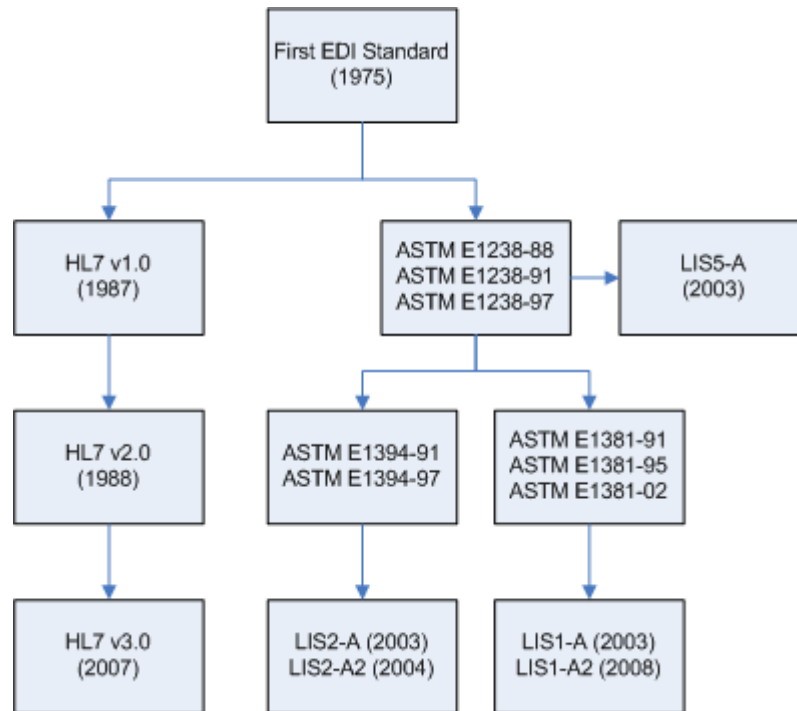 First EDI Standard
(1975)
HL7 v1.0
(1987)
ASTM E1238-88
ASTM E1238-91
ASTM E1238-97
LIS5-A
(2003)
HL7 v2.0
(1988)
ASTM E1394-91
ASTM E1394-97
ASTM E1381-91
ASTM E1381-95
ASTM E1381-02
HL7 v3.0
(2007)
LIS2-A (2003)
LIS2-A2 (2004)
LIS1-A (2003)
LIS1-A2 (2008)